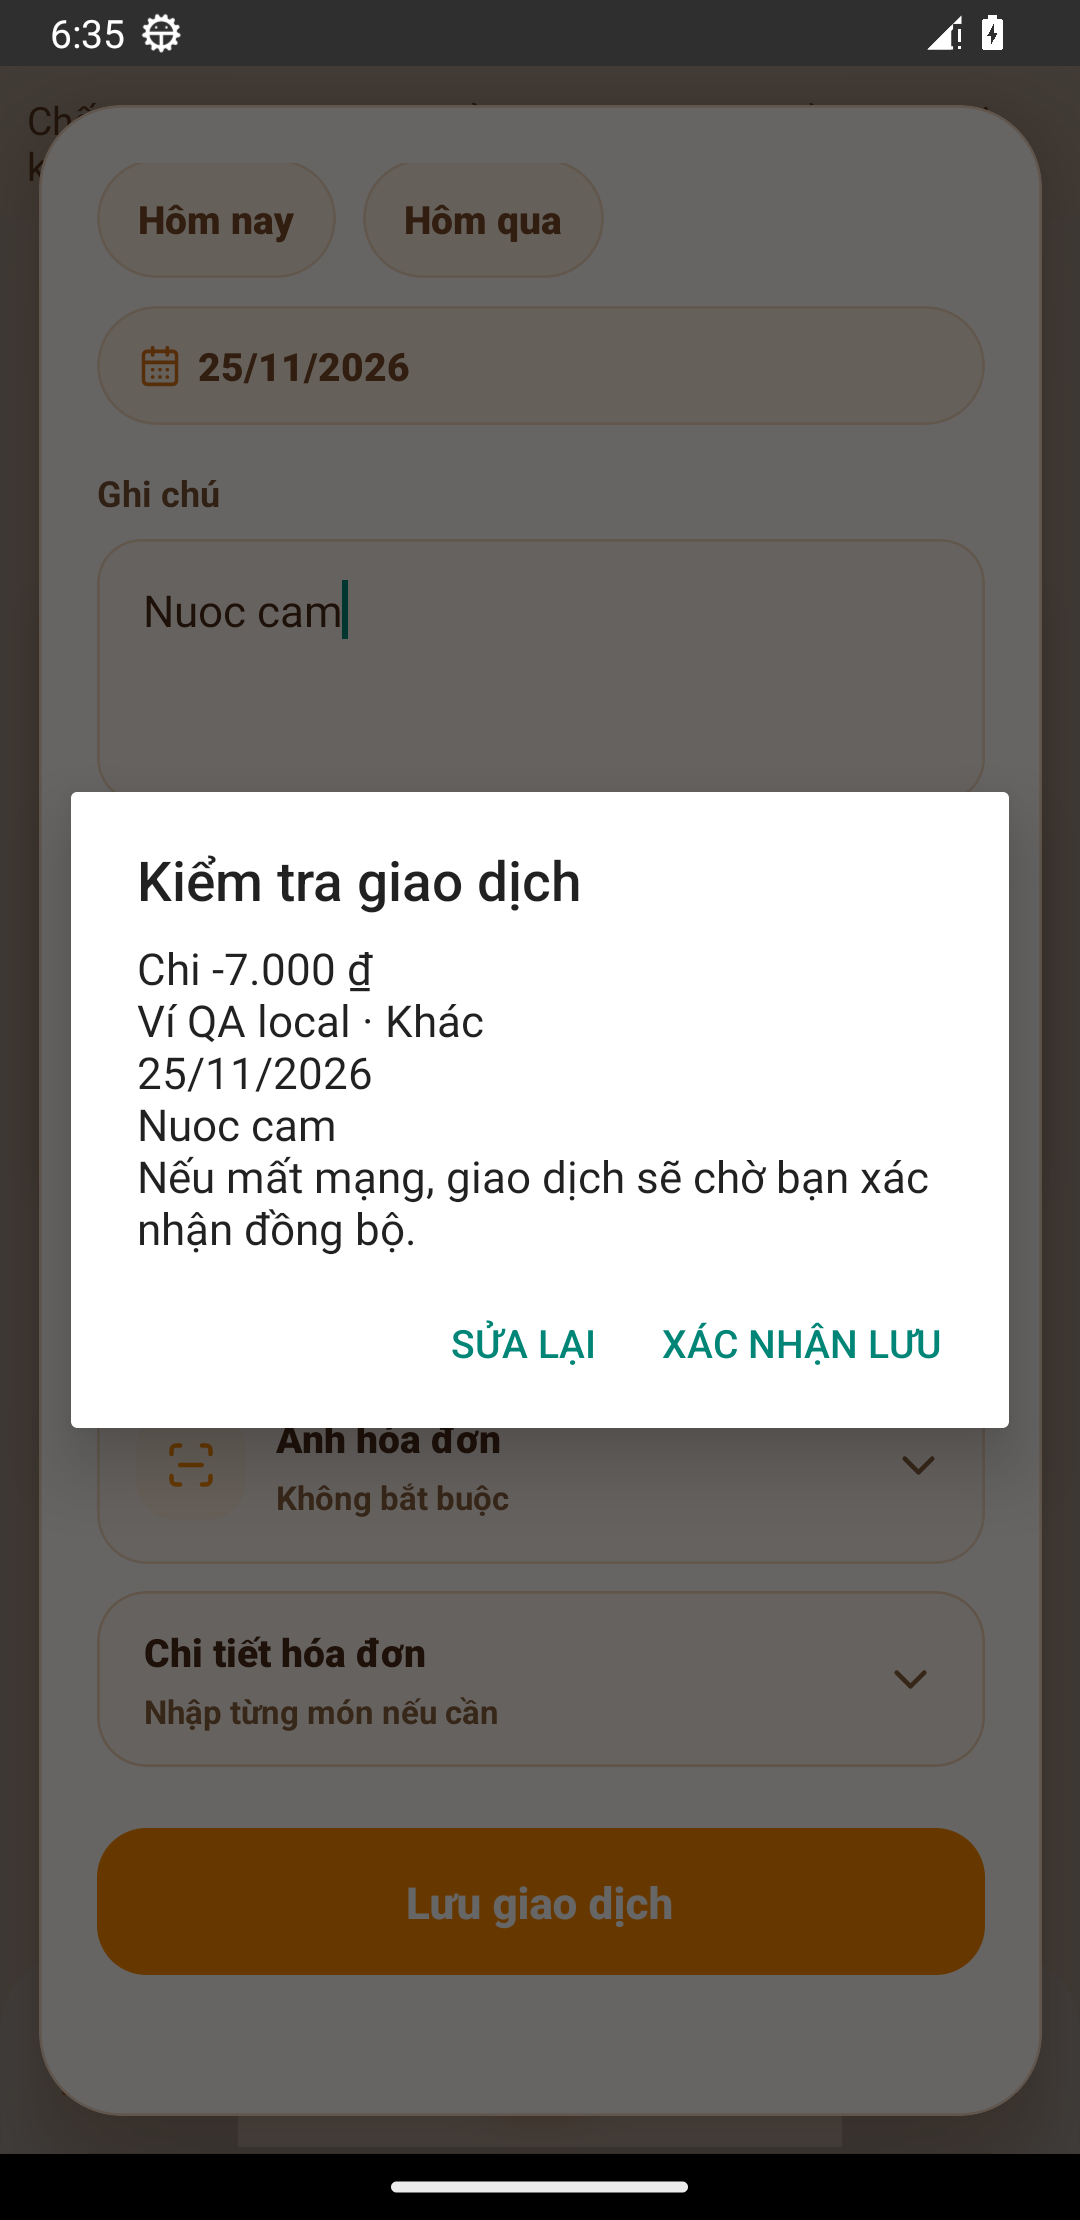 6:35
Hôm nay
Hôm qua
25/11/2026
Ghi chú
Nuoc cam
Kiểm tra giao dịch
Chi -7.000 ₫
Ví QA local · Khác
25/11/2026
Nuoc cam
Nếu mất mạng, giao dịch sẽ chờ bạn xác
nhận đồng bộ.
SỬA LẠI
XÁC NHẬN LƯU
Ảnh hóa đơn
Không bắt buộc
Chi tiết hóa đơn
Nhập từng món nếu cần
Lưu giao dịch